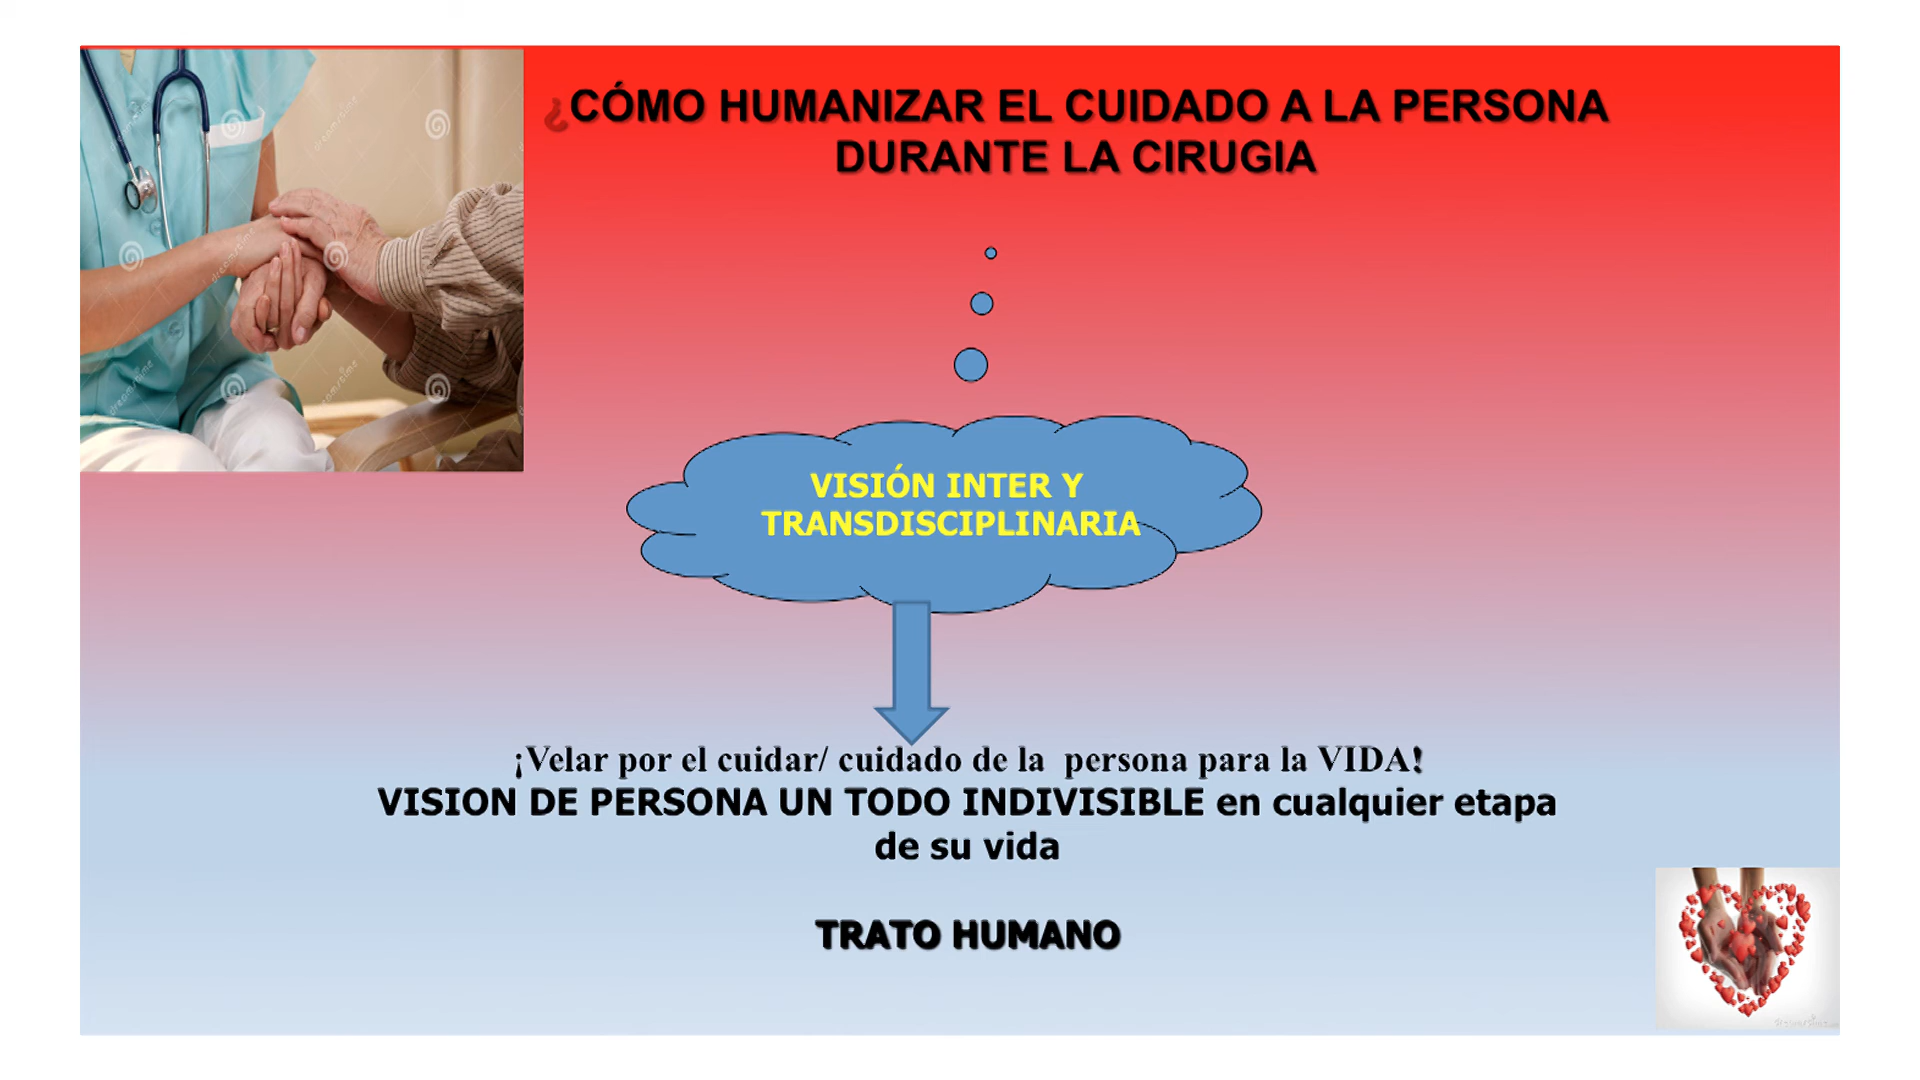 ¿CÓMO HUMANIZAR EL CUIDADO A LA PERSONA
DURANTE LA CIRUGIA
VISIÓN INTER Y
TRANSDISCIPLINARIA
¡Velar por el cuidar/ cuidado de la persona para la VIDA!
VISION DE PERSONA UN TODO INDIVISIBLE en cualquier etapa
de su vida
TRATO HUMANO